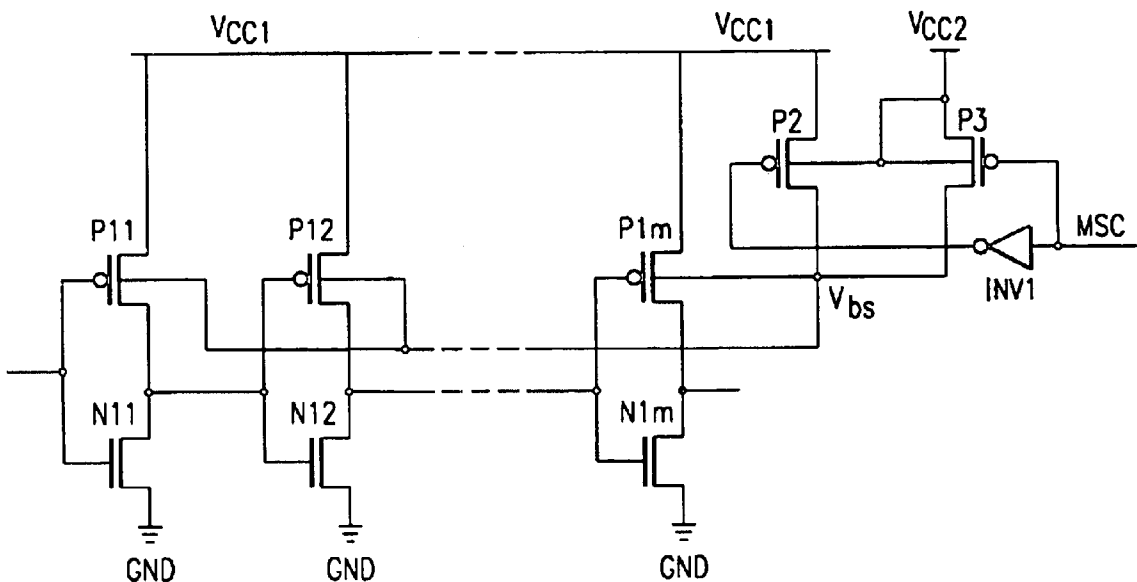 VCC1
VCC1
VCC2
P2
P3
P11
P12
P1m
MSC
INV1
Vbs
N11
N12
N1m
GND
GND
GND